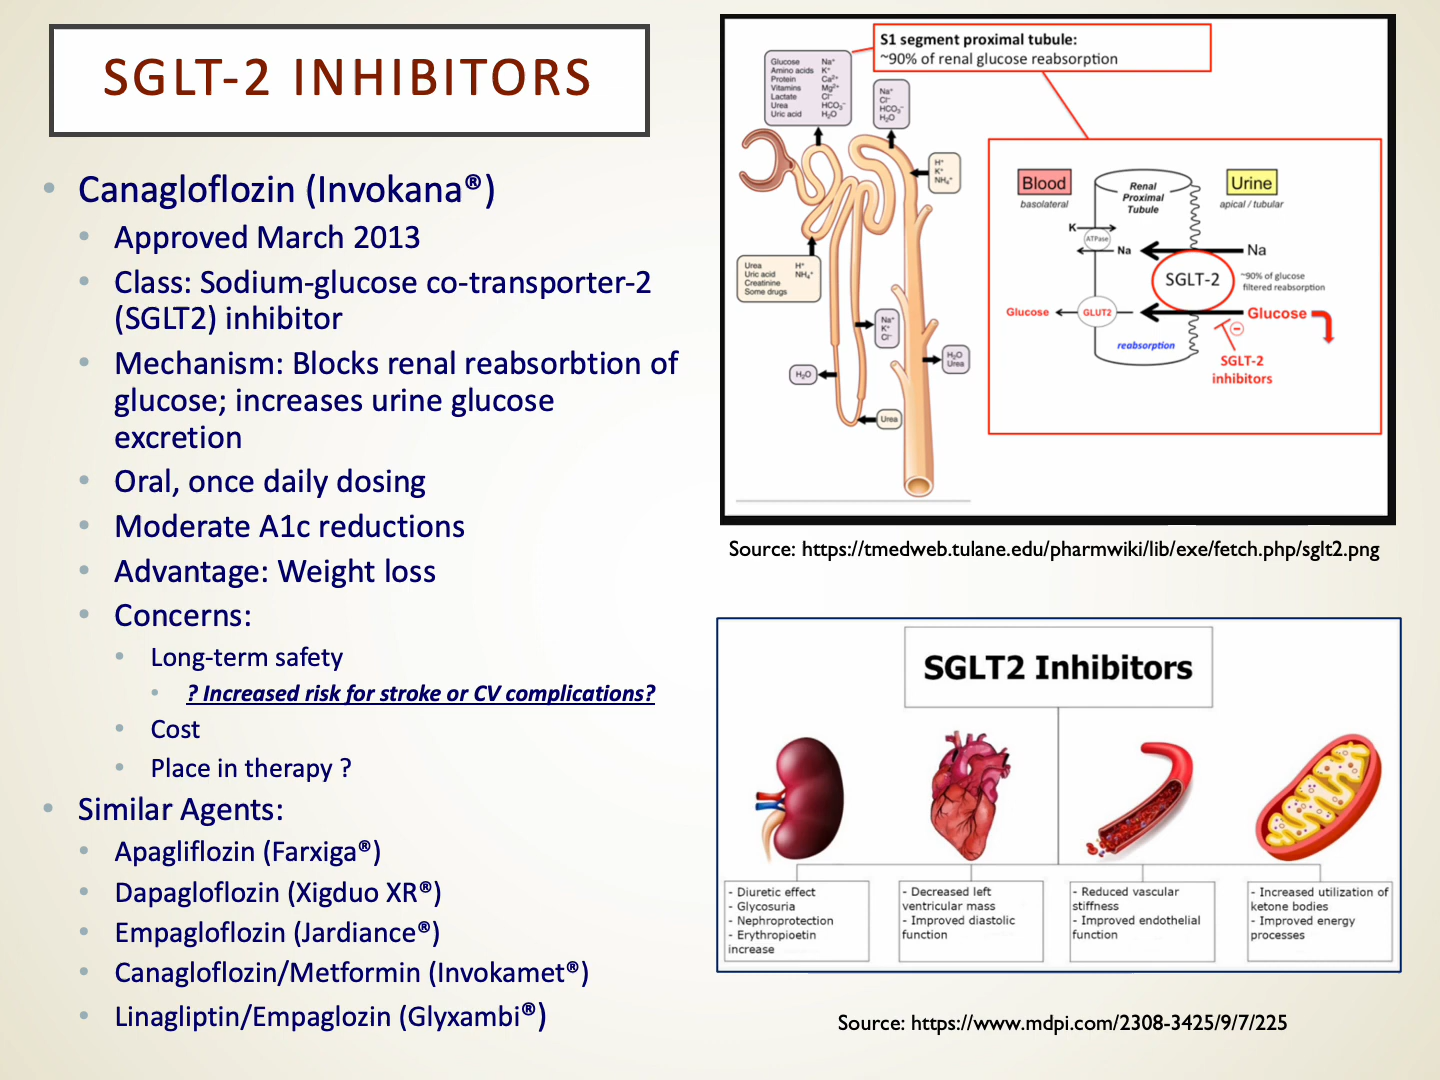 SGLT-2 INHIBITORS
• Canagloflozin (Invokana®)
• Approved March 2013
• Class: Sodium-glucose co-transporter-2
(SGLT2) inhibitor
• Mechanism: Blocks renal reabsorbtion of
glucose; increases urine glucose
excretion
• Oral, once daily dosing
• Moderate A1c reductions
• Advantage: Weight loss
• Concerns:
• Long-term safety
• ? Increased risk for stroke or CV complications?
• Cost
• Place in therapy ?
• Similar Agents:
• Apagliflozin (Farxiga®)
• Dapagloflozin (Xigduo XR®)
• Empagloflozin (Jardiance®)
• Canagloflozin/Metformin (Invokamet®)
• Linagliptin/Empaglozin (Glyxambi®)
S1 segment proximal tubule:
~90% of renal glucose reabsorption
Glucose Na⁺
Amino acids K⁺
Protein Ca²⁺
Vitamins Mg²⁺
Lactate Cl⁻
Urea HCO₃⁻
Uric acid H₂O
Na⁺
Cl⁻
HCO₃⁻
H₂O
H⁺
K⁺
NH₄⁺
Urea H⁺
Uric acid NH₄⁺
Creatinine
Some drugs
Na⁺
K⁺
Cl⁻
H₂O
Urea
H₂O
Urea
Blood
basolateral
Renal
Proximal
Tubule
Urine
apical / tubular
K
ATPase
Na
Na
SGLT-2
~90% of glucose
filtered reabsorption
Glucose
GLUT2
Glucose
reabsorption
SGLT-2
inhibitors
Source: https://tmedweb.tulane.edu/pharmwiki/lib/exe/fetch.php/sglt2.png
SGLT2 Inhibitors
- Diuretic effect
- Glycosuria
- Nephroprotection
- Erythropioetin
increase
- Decreased left
ventricular mass
- Improved diastolic
function
- Reduced vascular
stiffness
- Improved endothelial
function
- Increased utilization of
ketone bodies
- Improved energy
processes
Source: https://www.mdpi.com/2308-3425/9/7/225